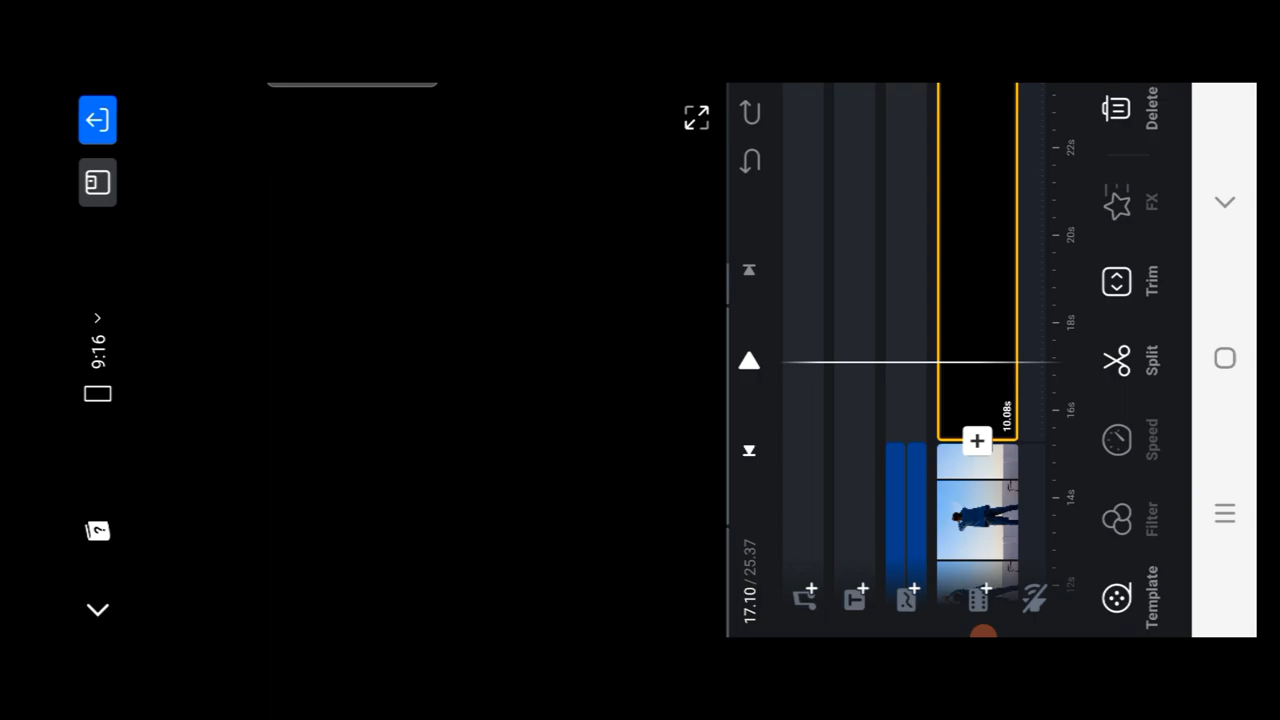 9:16
17.10 / 25.37
10.08s
12s
14s
16s
18s
20s
22s
Template
Filter
Speed
Split
Trim
FX
Delete